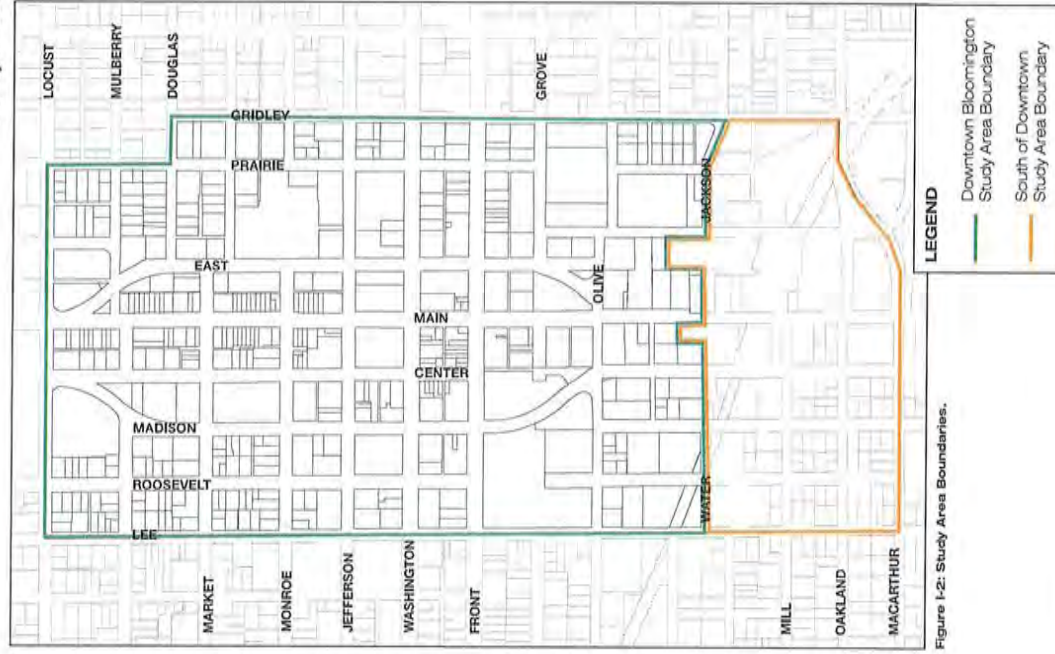 LOCUST
MULBERRY
DOUGLAS
GRIDLEY
PRAIRIE
GROVE
EAST
MAIN
CENTER
OLIVE
JACKSON
MADISON
ROOSEVELT
LEE
WATER
MARKET
MONROE
JEFFERSON
WASHINGTON
FRONT
MILL
OAKLAND
MACARTHUR
LEGEND
Downtown Bloomington
Study Area Boundary
South of Downtown
Study Area Boundary
Figure I-2: Study Area Boundaries.